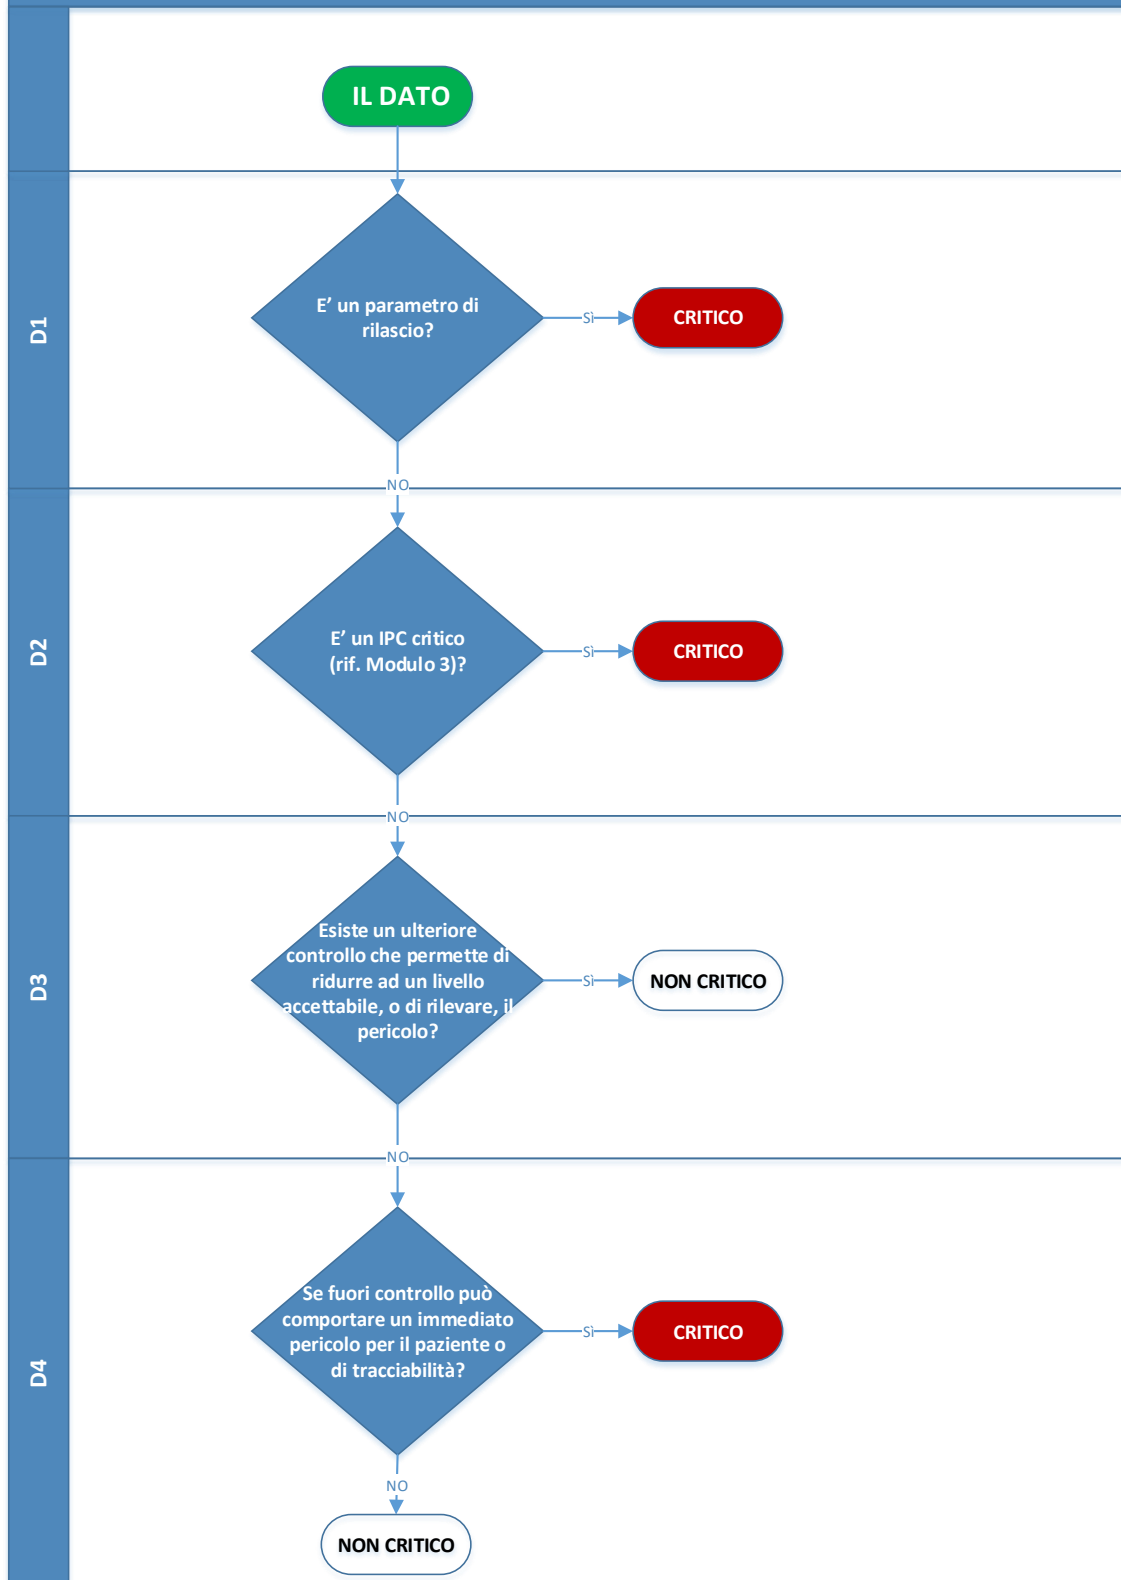 IL DATO
D1
E’ un parametro di
rilascio?
Sì
CRITICO
NO
D2
E’ un IPC critico
(rif. Modulo 3)?
Sì
CRITICO
NO
D3
Esiste un ulteriore
controllo che permette di
ridurre ad un livello
accettabile, o di rilevare, il
pericolo?
Sì
NON CRITICO
NO
D4
Se fuori controllo può
comportare un immediato
pericolo per il paziente o
di tracciabilità?
Sì
CRITICO
NO
NON CRITICO